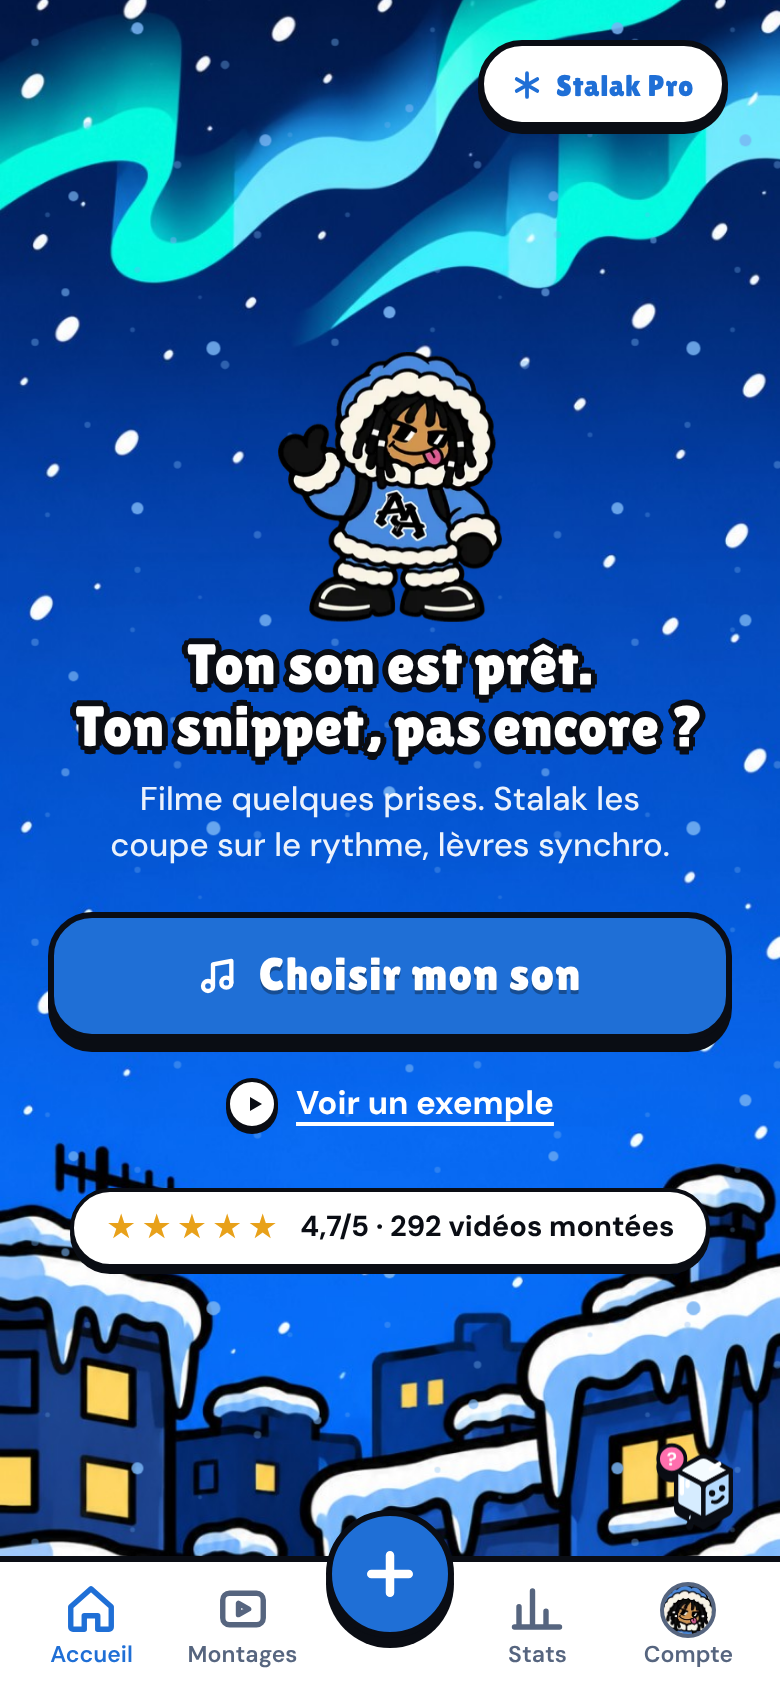 Stalak Pro
AA
Ton son est prêt.
Ton snippet, pas encore ?
Filme quelques prises. Stalak les
coupe sur le rythme, lèvres synchro.
Choisir mon son
Voir un exemple
★★★★★ 4,7/5 · 292 vidéos montées
?
Accueil
Montages
Stats
Compte